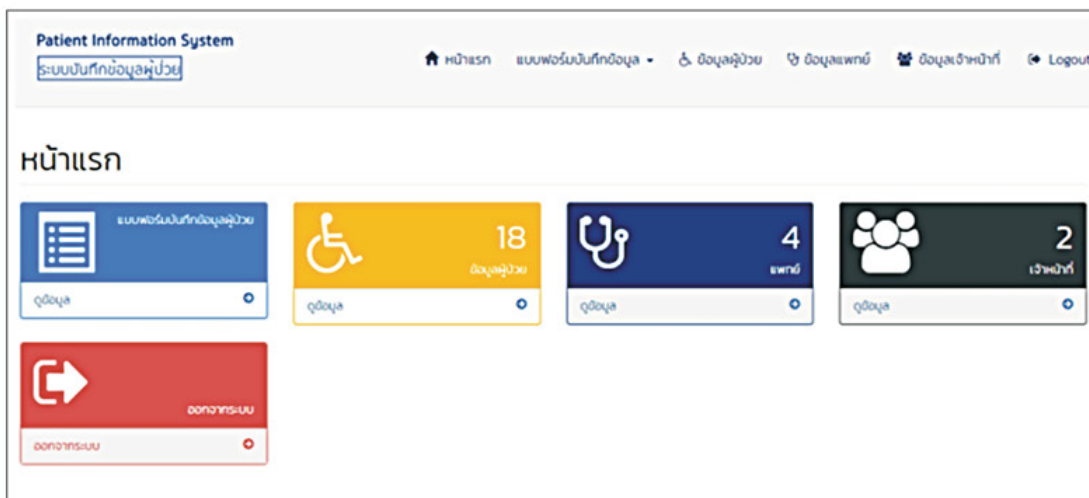 Patient Information System
ระบบบันทึกข้อมูลผู้ป่วย
หน้าแรก แบบฟอร์มบันทึกข้อมูล ข้อมูลผู้ป่วย ข้อมูลแพทย์ ข้อมูลเจ้าหน้าที่ Logout
หน้าแรก
แบบฟอร์มบันทึกข้อมูลผู้ป่วย
ดูข้อมูล
18
ข้อมูลผู้ป่วย
ดูข้อมูล
4
แพทย์
ดูข้อมูล
2
เจ้าหน้าที่
ดูข้อมูล
ออกจากระบบ
ออกจากระบบ